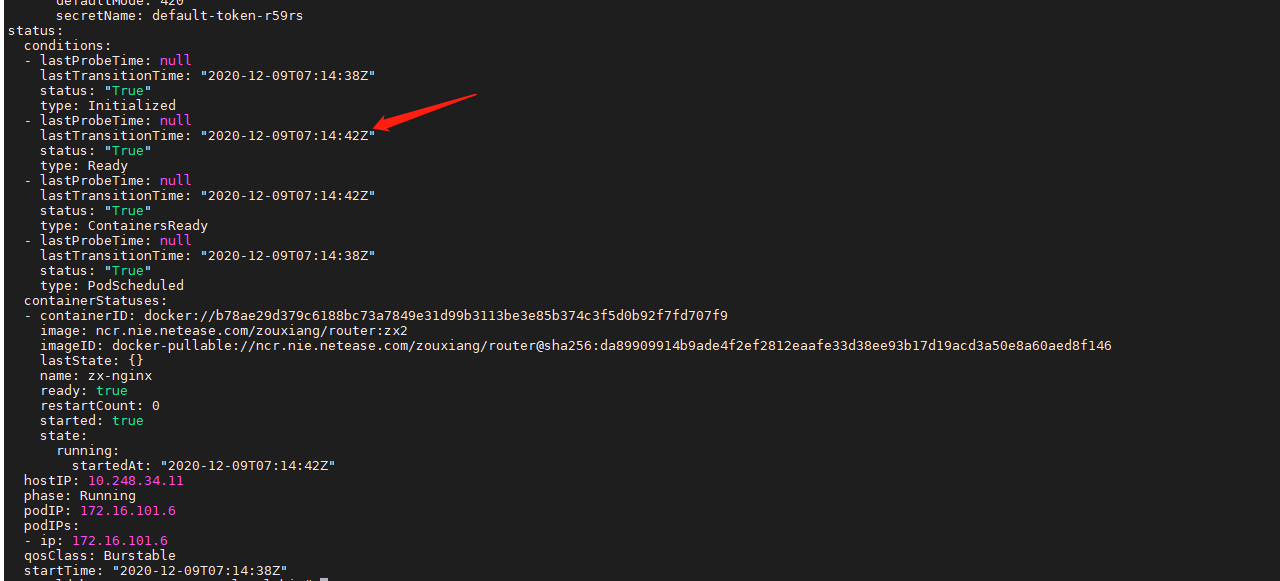 defaultMode: 420
secretName: default-token-r59rs
status:
conditions:
- lastProbeTime: null
lastTransitionTime: "2020-12-09T07:14:38Z"
status: "True"
type: Initialized
- lastProbeTime: null
lastTransitionTime: "2020-12-09T07:14:42Z"
status: "True"
type: Ready
- lastProbeTime: null
lastTransitionTime: "2020-12-09T07:14:42Z"
status: "True"
type: ContainersReady
- lastProbeTime: null
lastTransitionTime: "2020-12-09T07:14:38Z"
status: "True"
type: PodScheduled
containerStatuses:
- containerID: docker://b78ae29d379c6188bc73a7849e31d99b3113be3e85b374c3f5d0b92f7fd707f9
image: ncr.nie.netease.com/zouxiang/router:zx2
imageID: docker-pullable://ncr.nie.netease.com/zouxiang/router@sha256:da89909914b9ade4f2ef2812eaafe33d38ee93b17d19acd3a50e8a60aed8f146
lastState: {}
name: zx-nginx
ready: true
restartCount: 0
started: true
state:
running:
startedAt: "2020-12-09T07:14:42Z"
hostIP: 10.248.34.11
phase: Running
podIP: 172.16.101.6
podIPs:
- ip: 172.16.101.6
qosClass: Burstable
startTime: "2020-12-09T07:14:38Z"